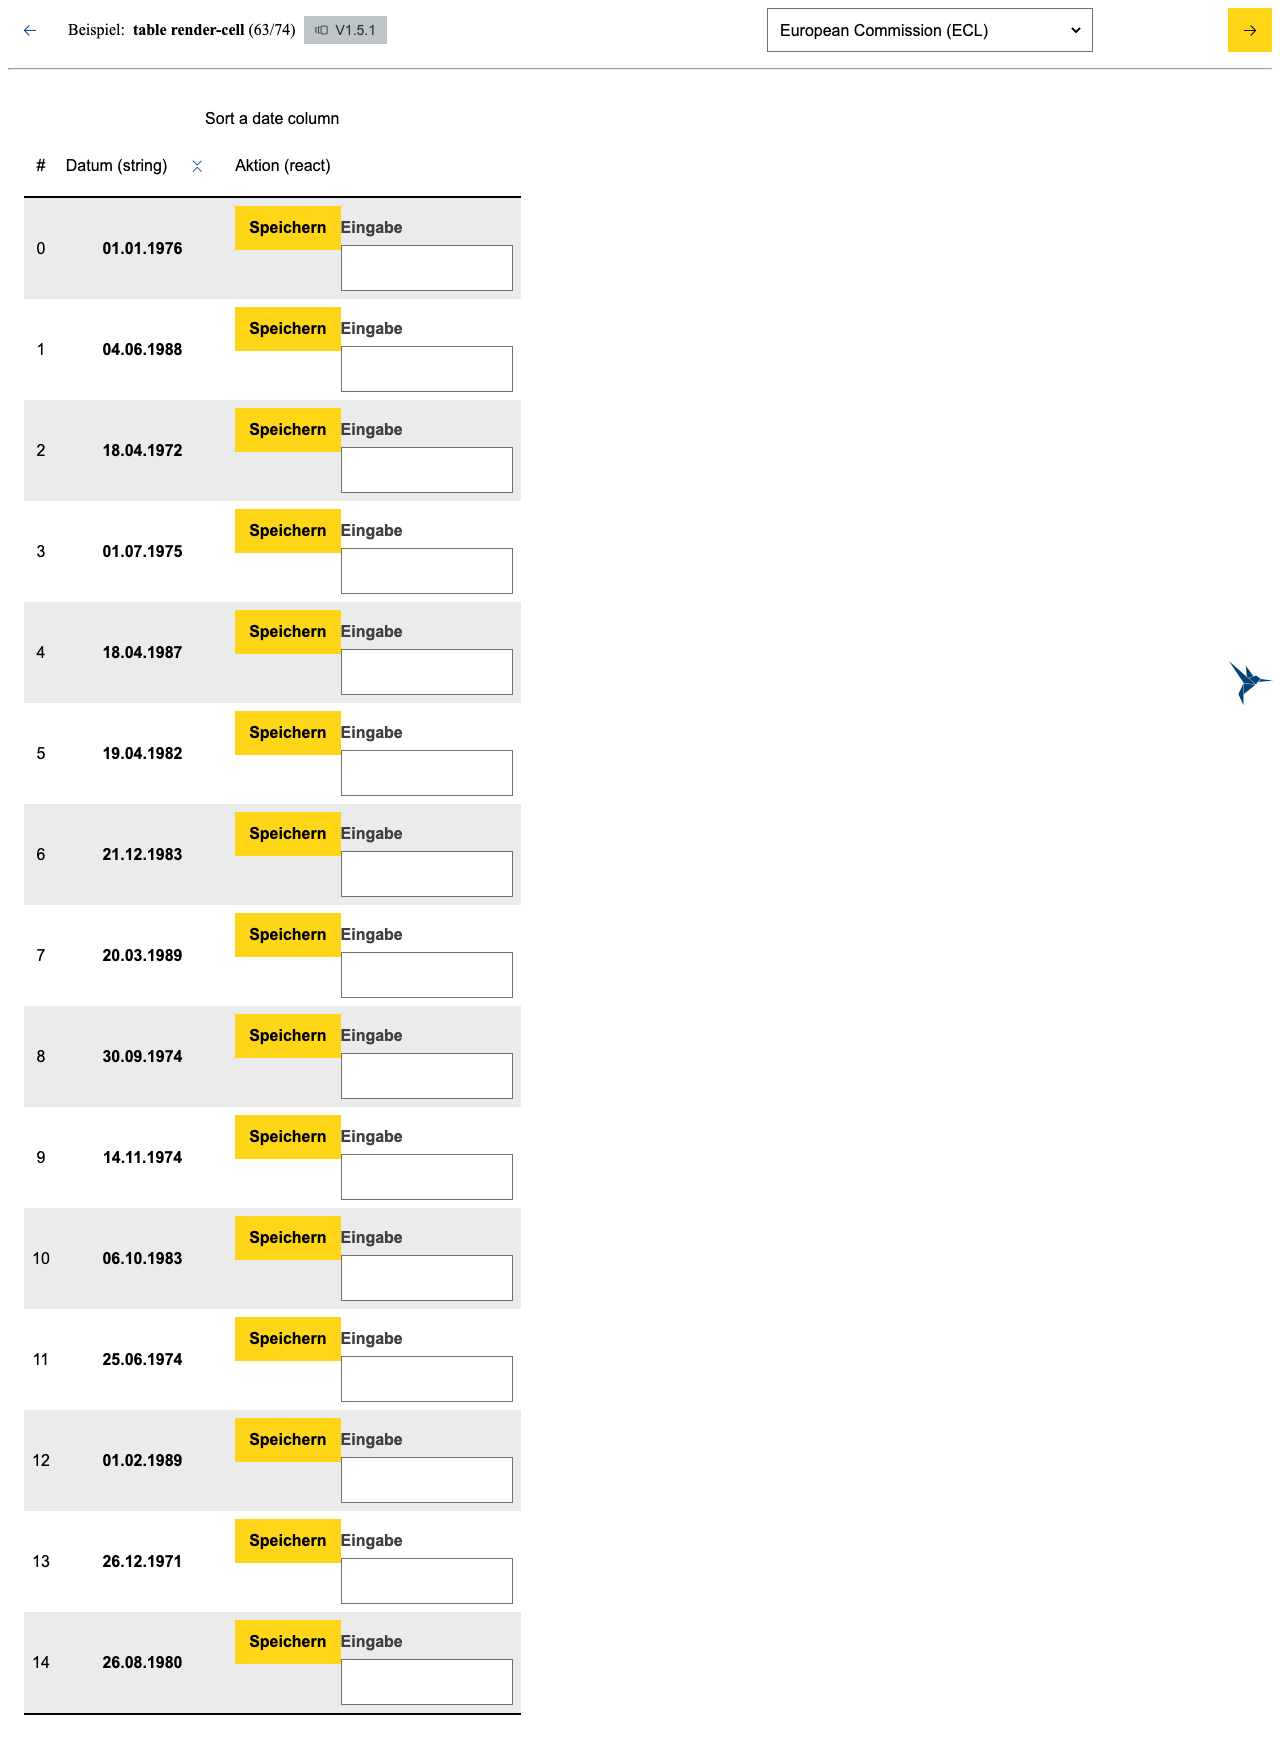 Beispiel: table render-cell (63/74) V1.5.1 European Commission (ECL)
Sort a date column
# Datum (string) Aktion (react)
0 01.01.1976 Speichern Eingabe
1 04.06.1988 Speichern Eingabe
2 18.04.1972 Speichern Eingabe
3 01.07.1975 Speichern Eingabe
4 18.04.1987 Speichern Eingabe
5 19.04.1982 Speichern Eingabe
6 21.12.1983 Speichern Eingabe
7 20.03.1989 Speichern Eingabe
8 30.09.1974 Speichern Eingabe
9 14.11.1974 Speichern Eingabe
10 06.10.1983 Speichern Eingabe
11 25.06.1974 Speichern Eingabe
12 01.02.1989 Speichern Eingabe
13 26.12.1971 Speichern Eingabe
14 26.08.1980 Speichern Eingabe